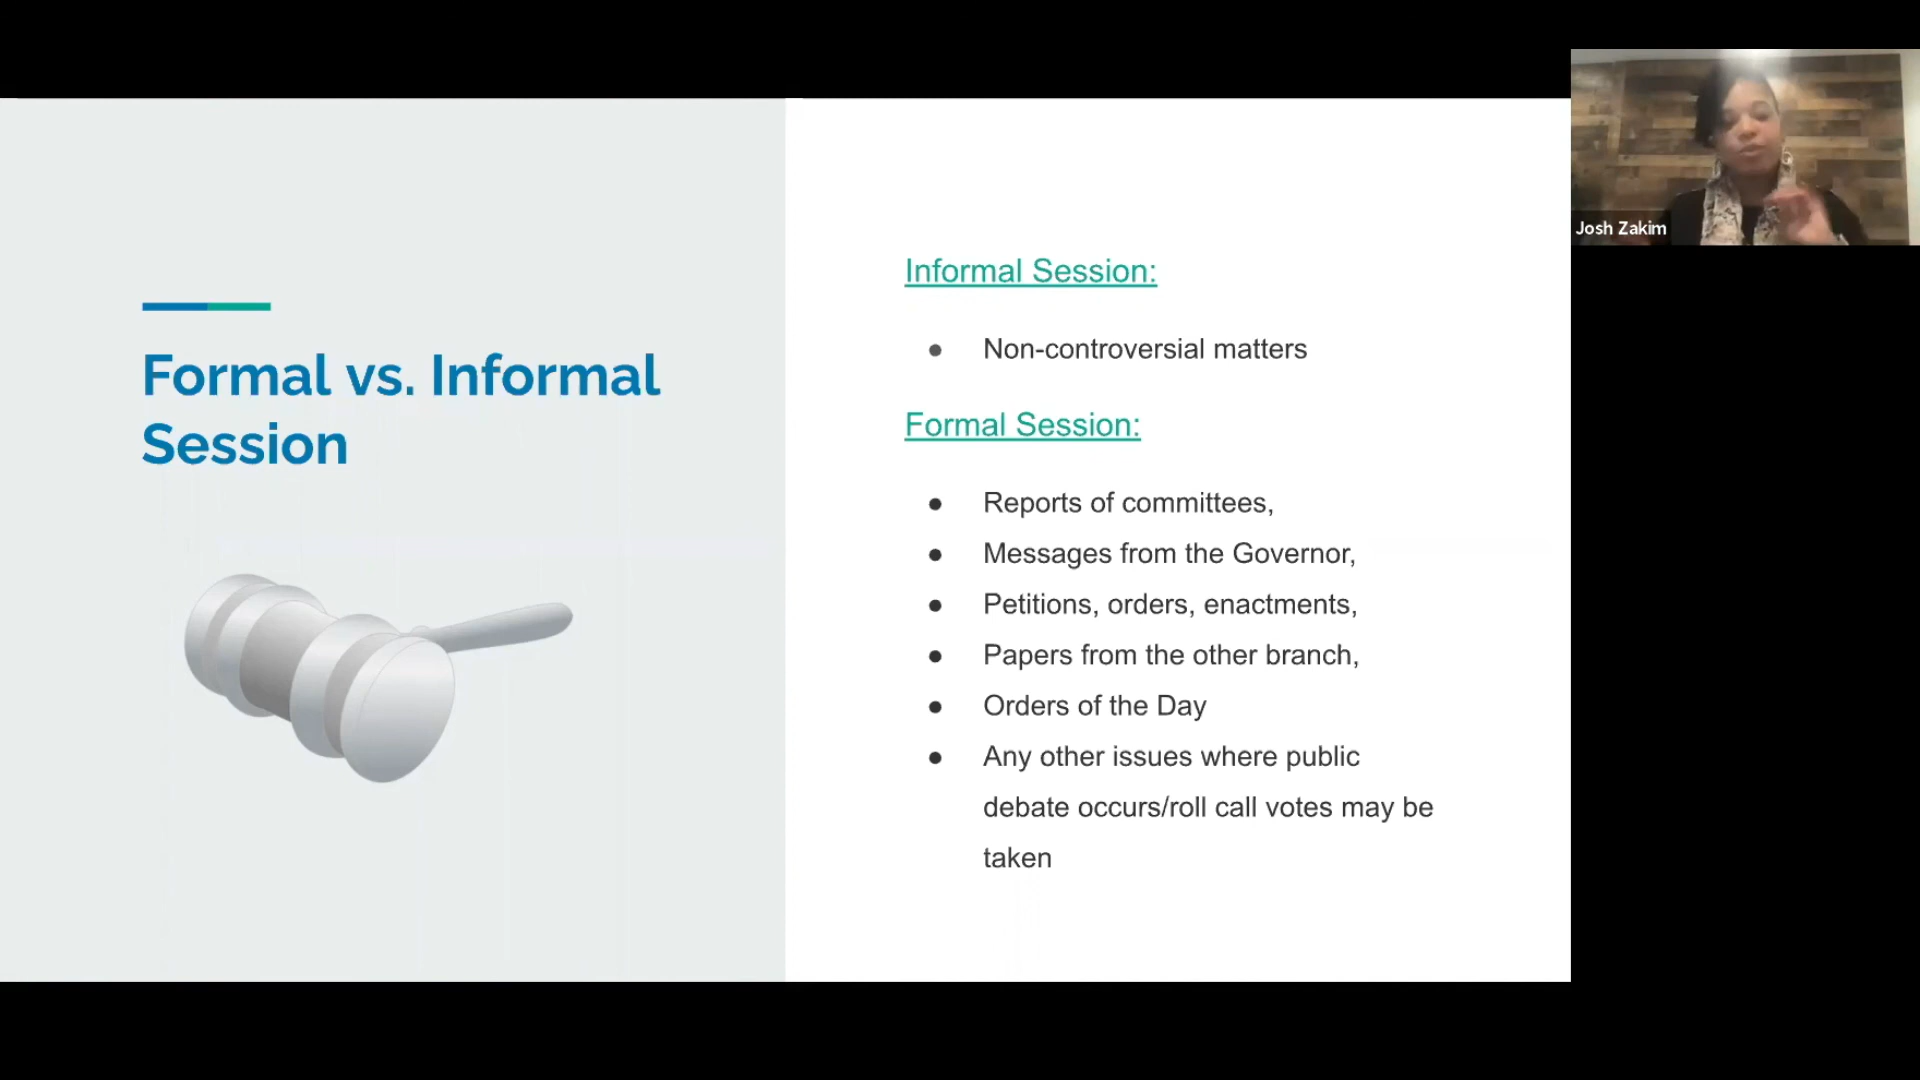 Formal vs. Informal
Session
Informal Session:
● Non-controversial matters
Formal Session:
● Reports of committees,
● Messages from the Governor,
● Petitions, orders, enactments,
● Papers from the other branch,
● Orders of the Day
● Any other issues where public
debate occurs/roll call votes may be
taken
Josh Zakim